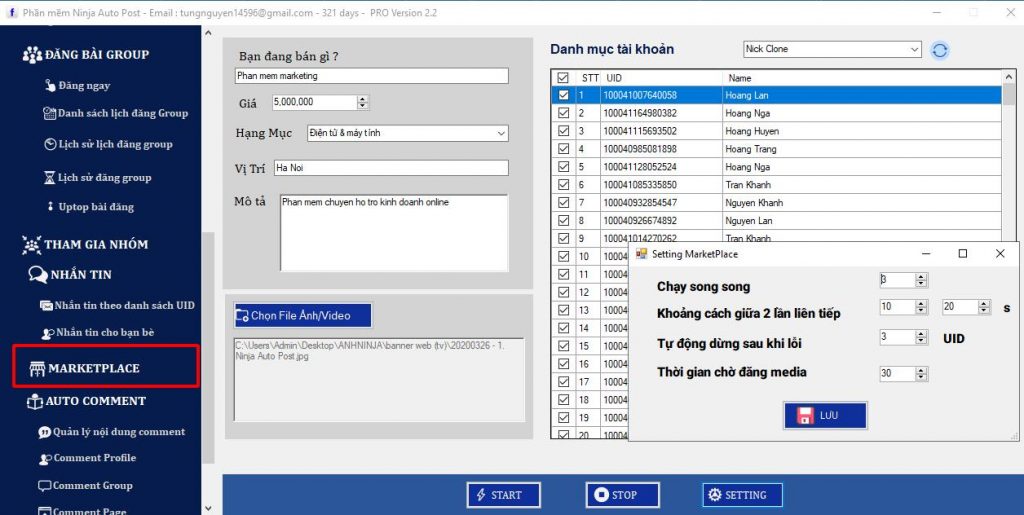 Phần mềm Ninja Auto Post - Email : tungnguyen14596@gmail.com - 321 days - PRO Version 2.2
ĐĂNG BÀI GROUP
Đăng ngay
Danh sách lịch đăng Group
Lịch sử lịch đăng group
Lịch sử đăng group
Uptop bài đăng
THAM GIA NHÓM
NHẮN TIN
Nhắn tin theo danh sách UID
Nhắn tin cho bạn bè
MARKETPLACE
AUTO COMMENT
Quản lý nội dung comment
Comment Profile
Comment Group
Comment Page
Bạn đang bán gì ?
Phan mem marketing
Giá 5,000,000
Hạng Mục Điện tử & máy tính
Vị Trí Ha Noi
Mô tả Phan mem chuyen ho tro kinh doanh online
Chọn File Ảnh/Video
C:\Users\Admin\Desktop\ANHNINJA\banner web (tv)\20200326 - 1.
Ninja Auto Post.jpg
Danh mục tài khoản Nick Clone
STT UID Name
1 100041007640058 Hoang Lan
2 100041164980382 Hoang Nga
3 100041115693502 Hoang Huyen
4 100040985081898 Hoang Trang
5 100041128052524 Hoang Nga
6 100041085335850 Tran Khanh
7 100040932854547 Nguyen Khanh
8 100040926674892 Nguyen Lan
9 100041014270262 Tran Khanh
10 10004
11 10004
12 10004
13 10004
14 10004
15 10004
16 10004
17 10004
18 10004
19 10004
20 10004
Setting MarketPlace
Chạy song song 3
Khoảng cách giữa 2 lần liên tiếp 10 20 s
Tự động dừng sau khi lỗi 3 UID
Thời gian chờ đăng media 30
LƯU
START
STOP
SETTING